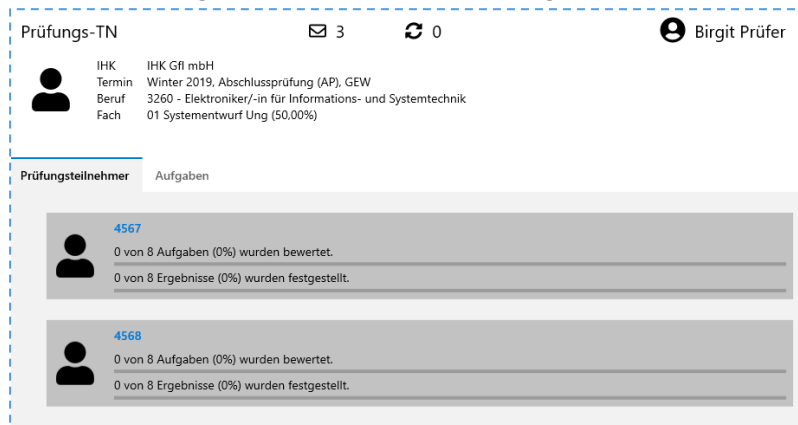 Prüfungs-TN 3 0 Birgit Prüfer
IHK IHK Gfl mbH
Termin Winter 2019, Abschlussprüfung (AP), GEW
Beruf 3260 - Elektroniker/-in für Informations- und Systemtechnik
Fach 01 Systementwurf Ung (50,00%)
Prüfungsteilnehmer Aufgaben
4567
0 von 8 Aufgaben (0%) wurden bewertet.
0 von 8 Ergebnisse (0%) wurden festgestellt.
4568
0 von 8 Aufgaben (0%) wurden bewertet.
0 von 8 Ergebnisse (0%) wurden festgestellt.